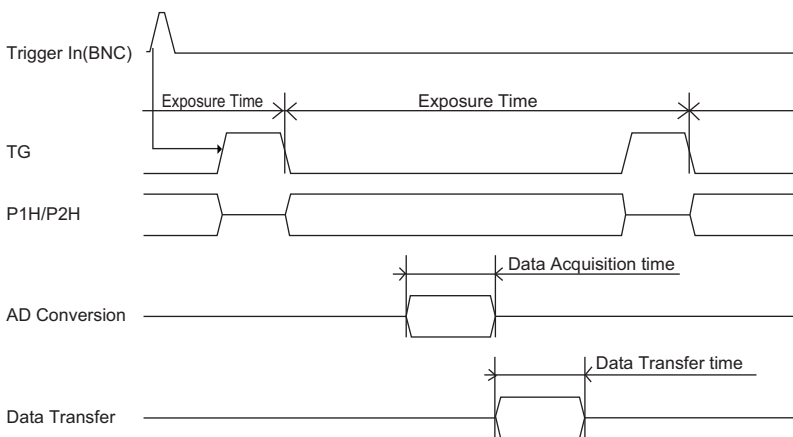 Trigger In(BNC)
Exposure Time
Exposure Time
TG
P1H/P2H
Data Acquisition time
AD Conversion
Data Transfer time
Data Transfer